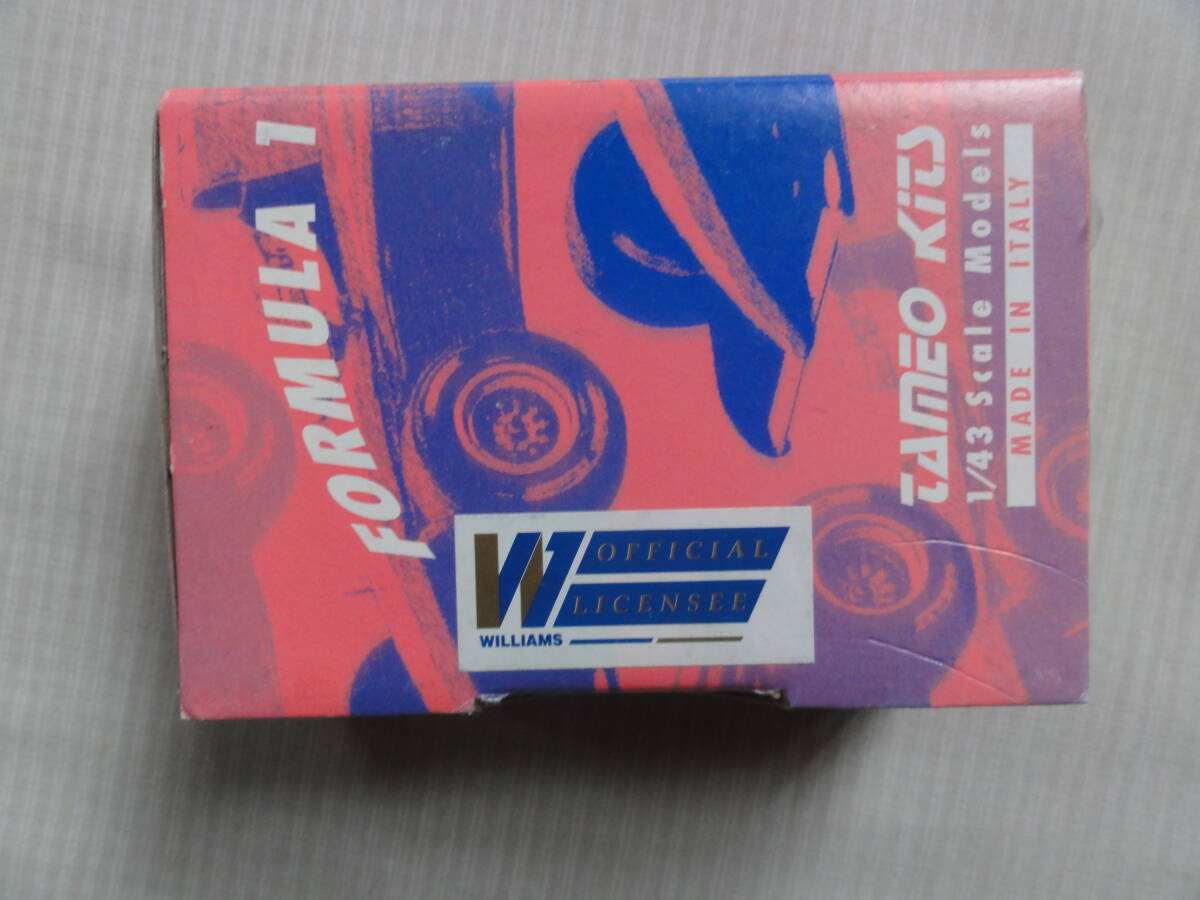 FORMULA 1
TAMEO KITS
1/43 Scale Models
MADE IN ITALY
W
OFFICIAL
LICENSEE
WILLIAMS